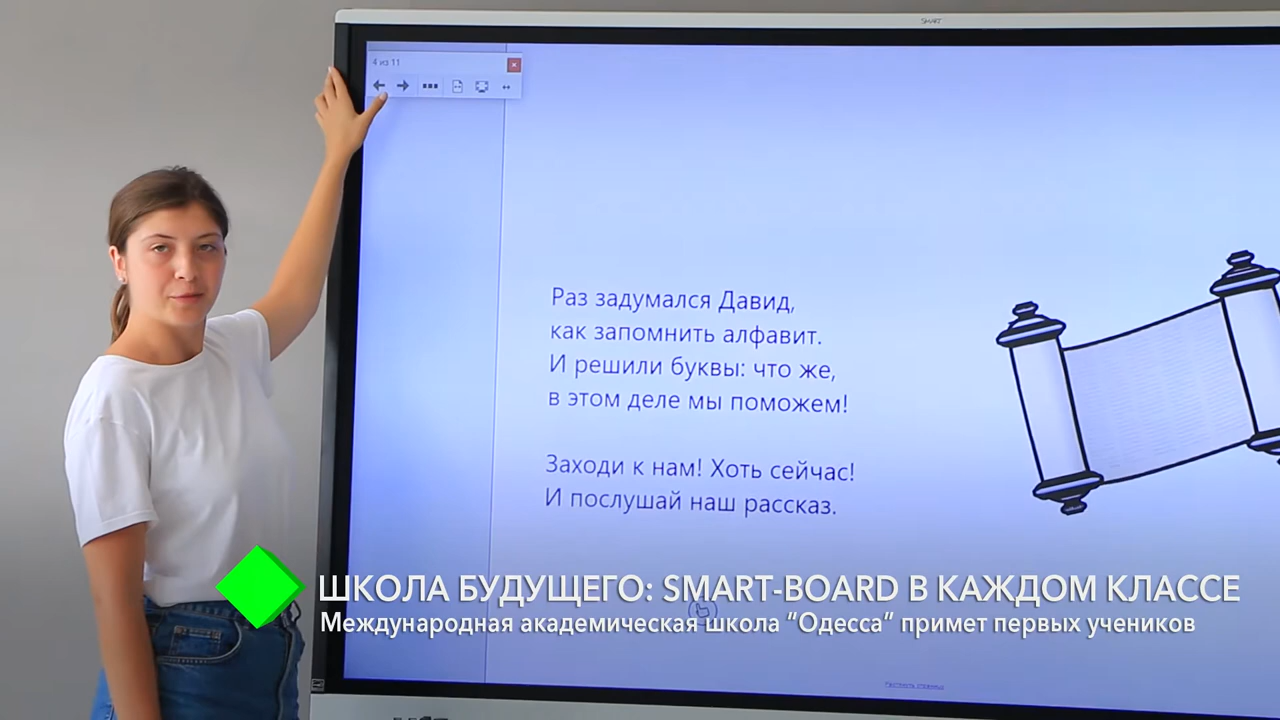 SMART
4 из 11
Раз задумался Давид,
как запомнить алфавит.
И решили буквы: что же,
в этом деле мы поможем!
Заходи к нам! Хоть сейчас!
И послушай наш рассказ.
ШКОЛА БУДУЩЕГО: SMART-BOARD В КАЖДОМ КЛАССЕ
Международная академическая школа “Одесса” примет первых учеников